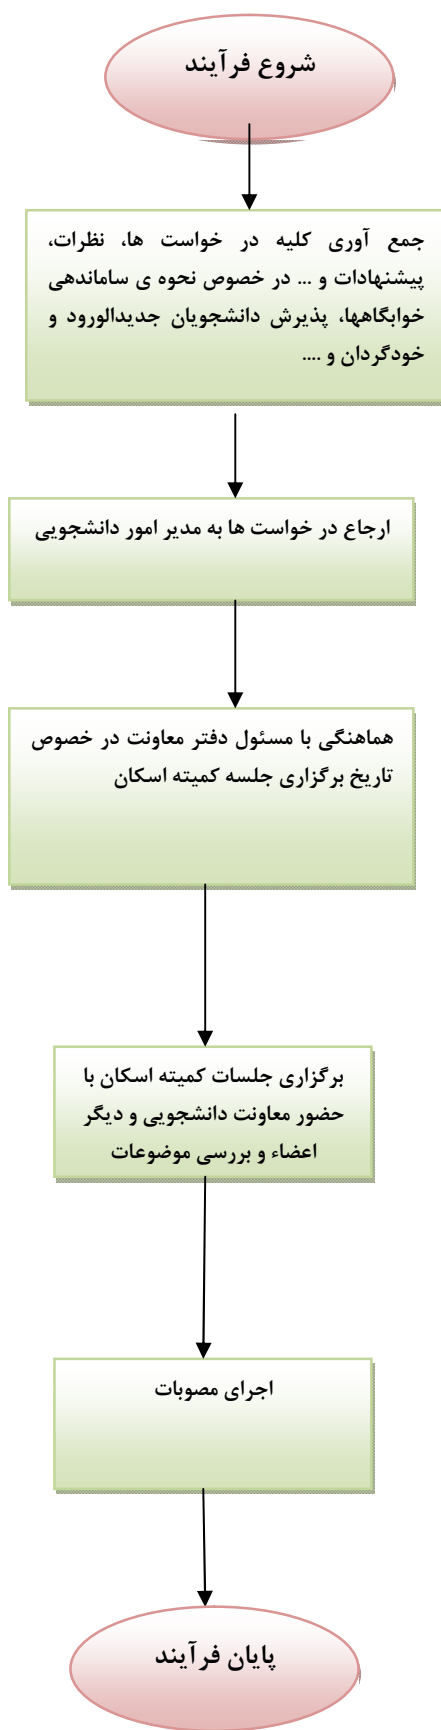 شروع فرآیند
جمع آوری کلیه در خواست ها، نظرات،
پیشنهادات و ... در خصوص نحوه ی ساماندهی
خوابگاهها، پذیرش دانشجویان جدیدالورود و
خودگردان و ....
ارجاع در خواست ها به مدیر امور دانشجویی
هماهنگی با مسئول دفتر معاونت در خصوص
تاریخ برگزاری جلسه کمیته اسکان
برگزاری جلسات کمیته اسکان با
حضور معاونت دانشجویی و دیگر
اعضاء و بررسی موضوعات
اجرای مصوبات
پایان فرآیند